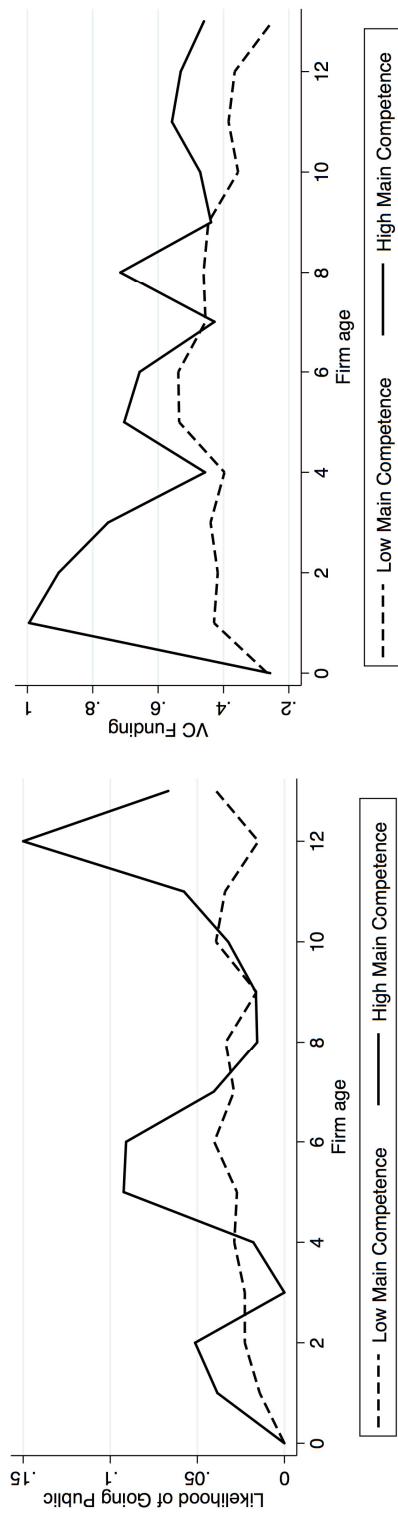 Likelihood of Going Public
0 .05 .1 .15
0 2 4 6 8 10 12
Firm age
Low Main Competence High Main Competence
VC Funding
.2 .4 .6 .8 1
0 2 4 6 8 10 12
Firm age
Low Main Competence High Main Competence